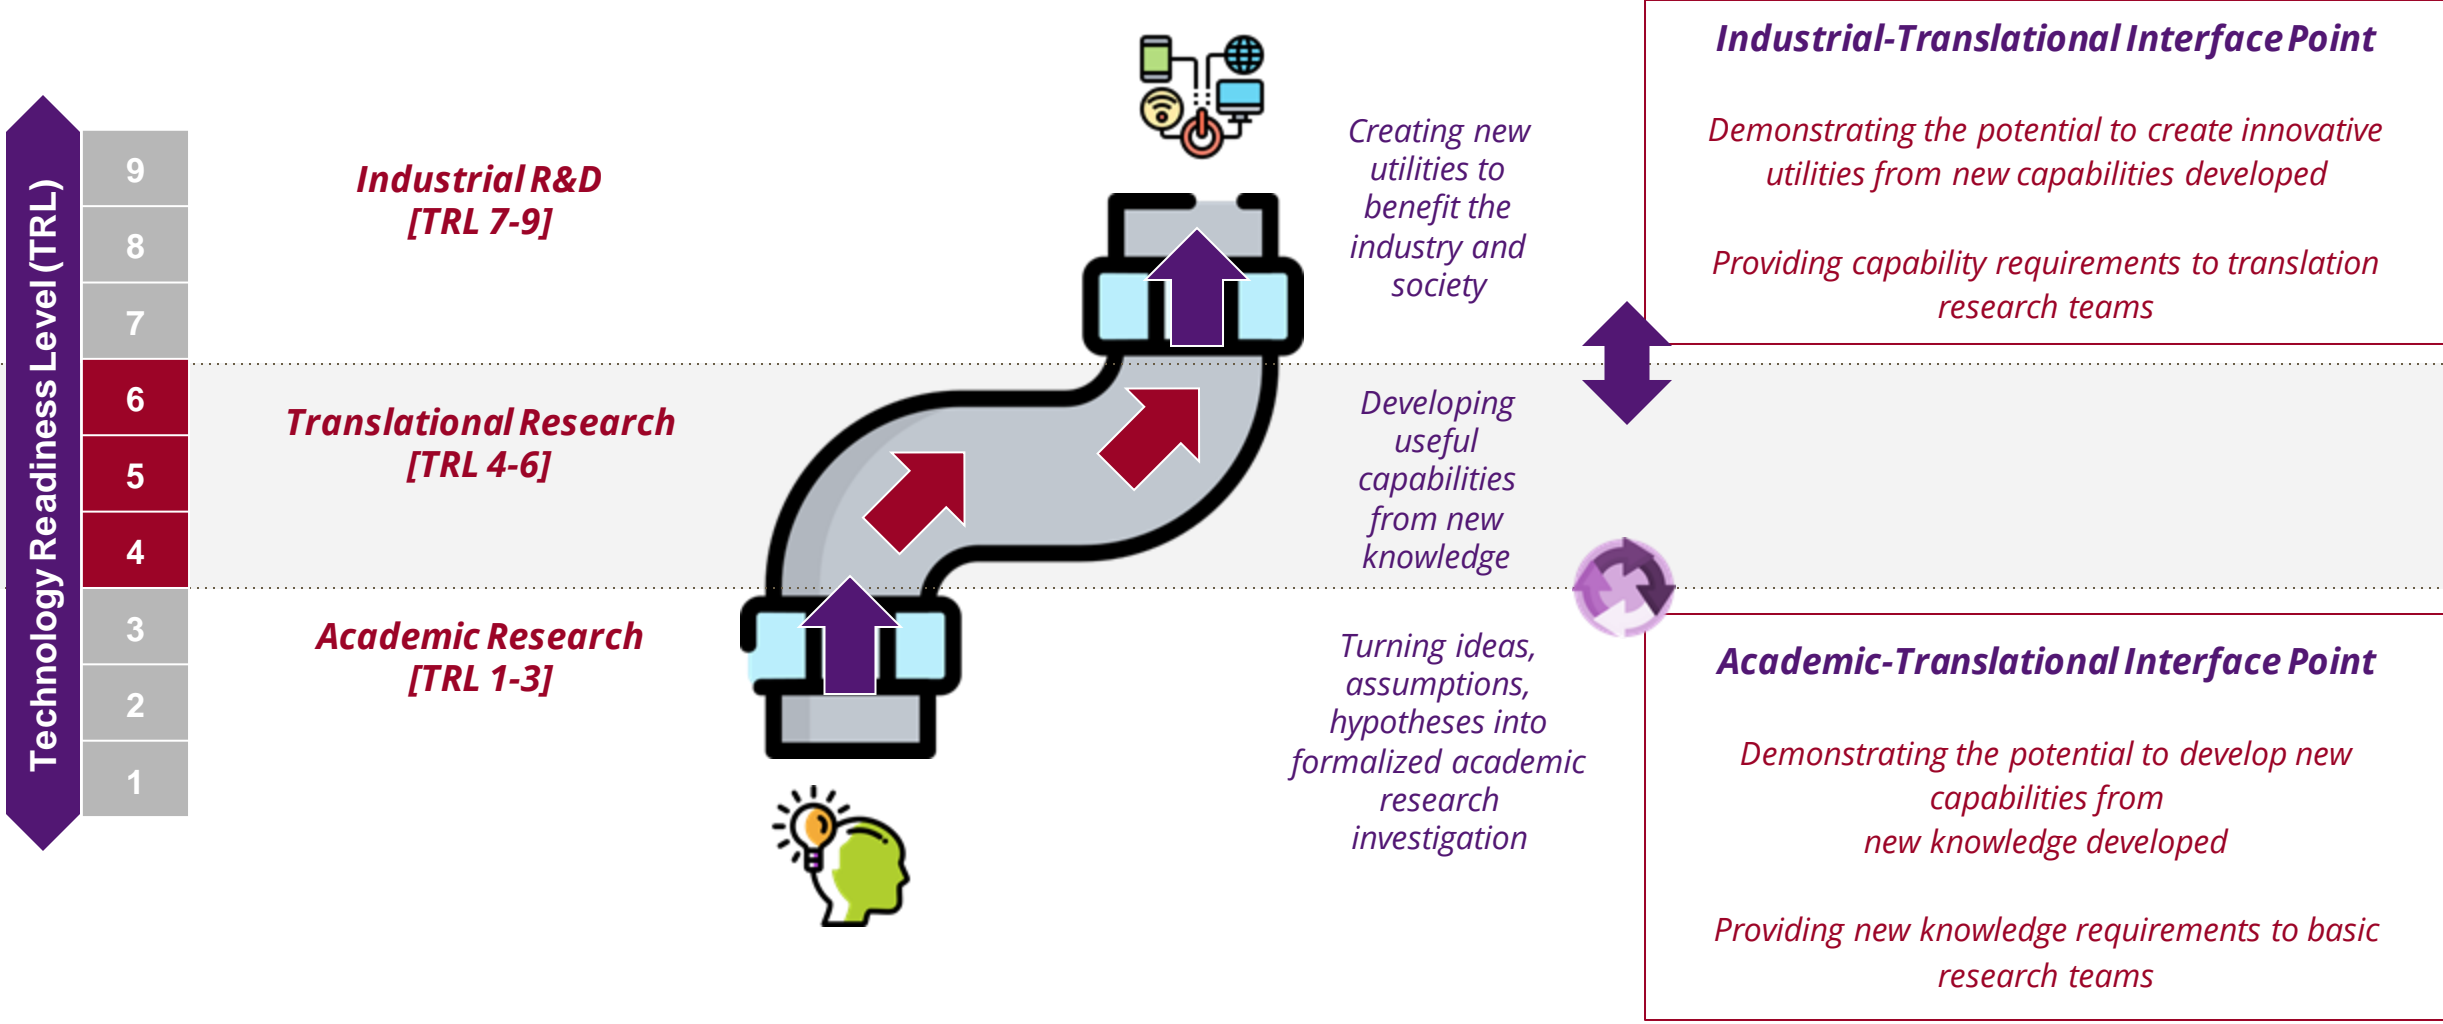 Technology Readiness Level (TRL)
9
8
7
6
5
4
3
2
1
Industrial R&D
[TRL 7-9]
Translational Research
[TRL 4-6]
Academic Research
[TRL 1-3]
Creating new
utilities to
benefit the
industry and
society
Developing
useful
capabilities
from new
knowledge
Turning ideas,
assumptions,
hypotheses into
formalized academic
research
investigation
Industrial-Translational Interface Point
Demonstrating the potential to create innovative
utilities from new capabilities developed
Providing capability requirements to translation
research teams
Academic-Translational Interface Point
Demonstrating the potential to develop new
capabilities from
new knowledge developed
Providing new knowledge requirements to basic
research teams